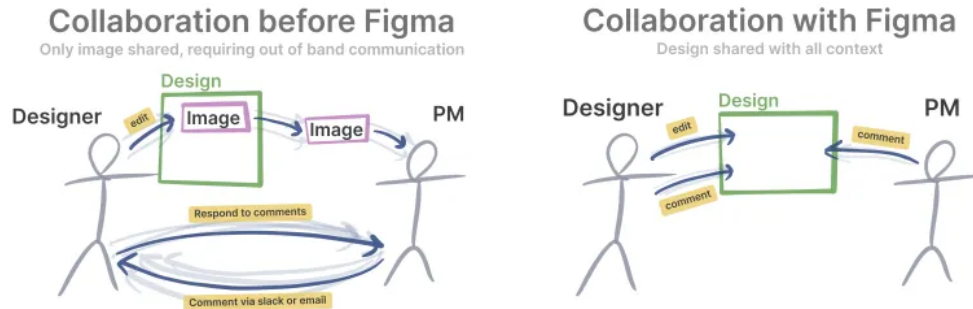 Collaboration before Figma
Only image shared, requiring out of band communication
Design
Designer
edit
Image
Image
PM
Respond to comments
Comment via slack or email
Collaboration with Figma
Design shared with all context
Designer
Design
PM
edit
comment
comment